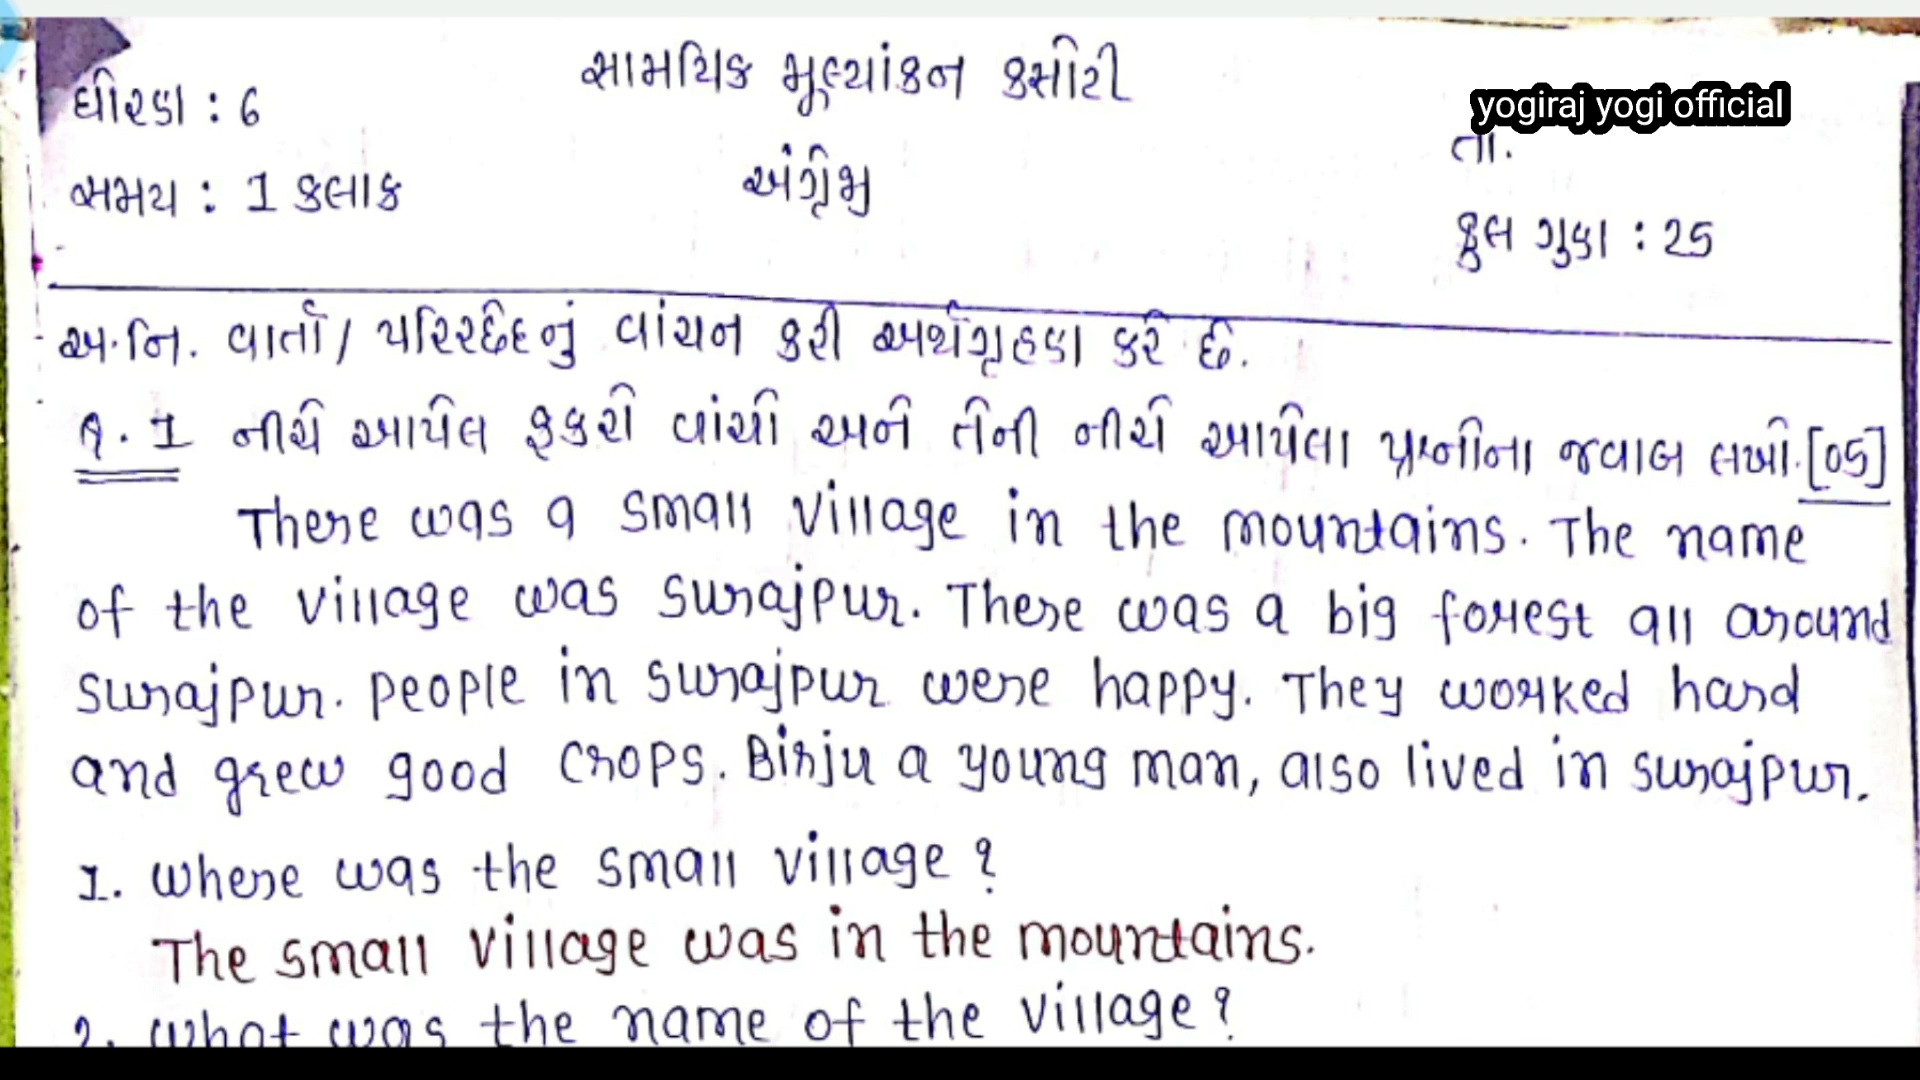 સામયિક મૂલ્યાંકન કસોટી
yogiraj yogi official
ધોરણ : 6
તા.
સમય : 1 કલાક
અંગ્રેજી
કુલ ગુણ : 25
અ.નિ. વાર્તા / પરિચ્છેદનું વાંચન કરી અર્થગ્રહણ કરે છે.
Q. 1 નીચે આપેલ ફકરો વાંચો અને તેની નીચે આપેલા પ્રશ્નોના જવાબ લખો. [05]
There was a small village in the mountains. The name
of the village was surajpur. There was a big forest all around
surajpur. people in surajpur were happy. They worked hard
and grew good crops. Birju a young man, also lived in surajpur.
1. where was the small village ?
The small village was in the mountains.
2. what was the name of the village ?